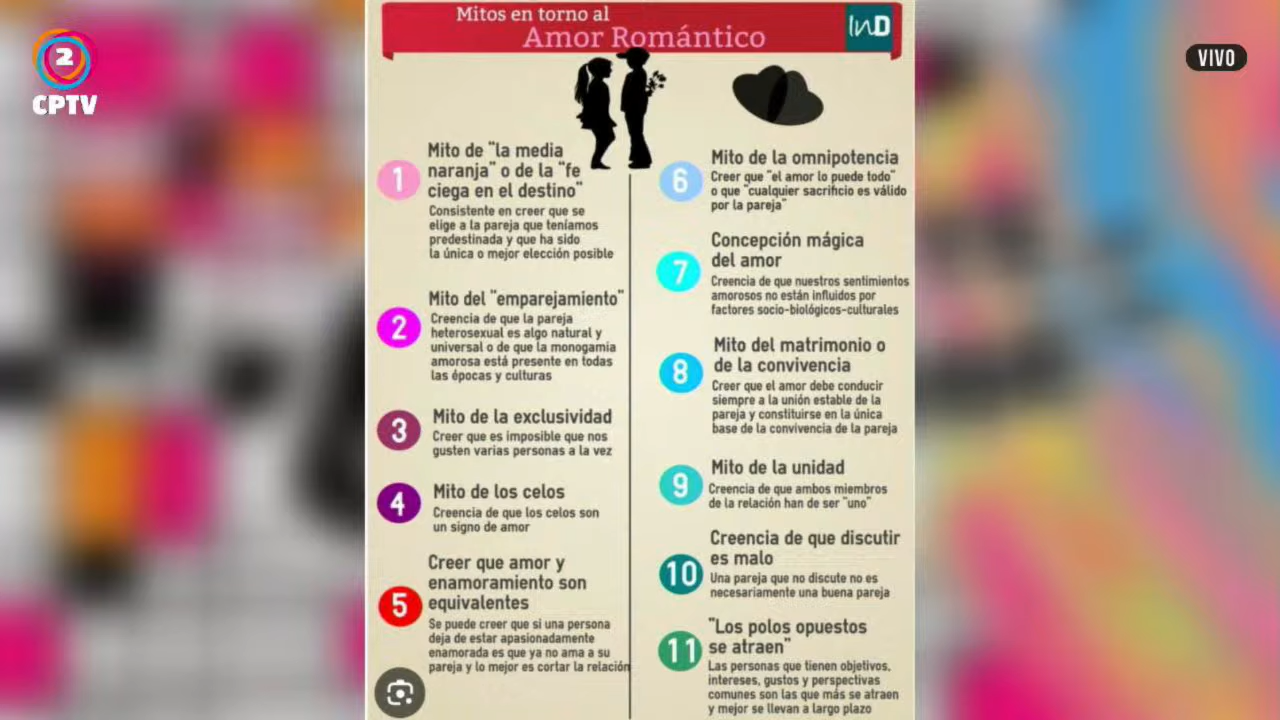 2
CPTV
VIVO
Mitos en torno al
Amor Romántico
InD
1
Mito de "la media
naranja" o de la "fe
ciega en el destino"
Consistente en creer que se
elige a la pareja que teníamos
predestinada y que ha sido
la única o mejor elección posible
2
Mito del "emparejamiento"
Creencia de que la pareja
heterosexual es algo natural y
universal o de que la monogamia
amorosa está presente en todas
las épocas y culturas
3
Mito de la exclusividad
Creer que es imposible que nos
gusten varias personas a la vez
4
Mito de los celos
Creencia de que los celos son
un signo de amor
5
Creer que amor y
enamoramiento son
equivalentes
Se puede creer que si una persona
deja de estar apasionadamente
enamorada es que ya no ama a su
pareja y lo mejor es cortar la relación
6
Mito de la omnipotencia
Creer que "el amor lo puede todo"
o que "cualquier sacrificio es válido
por la pareja"
7
Concepción mágica
del amor
Creencia de que nuestros sentimientos
amorosos no están influidos por
factores socio-biológicos-culturales
8
Mito del matrimonio o
de la convivencia
Creer que el amor debe conducir
siempre a la unión estable de la
pareja y constituirse en la única
base de la convivencia de la pareja
9
Mito de la unidad
Creencia de que ambos miembros
de la relación han de ser "uno"
10
Creencia de que discutir
es malo
Una pareja que no discute no es
necesariamente una buena pareja
11
"Los polos opuestos
se atraen"
Las personas que tienen objetivos,
intereses, gustos y perspectivas
comunes son las que más se atraen
y mejor se llevan a largo plazo